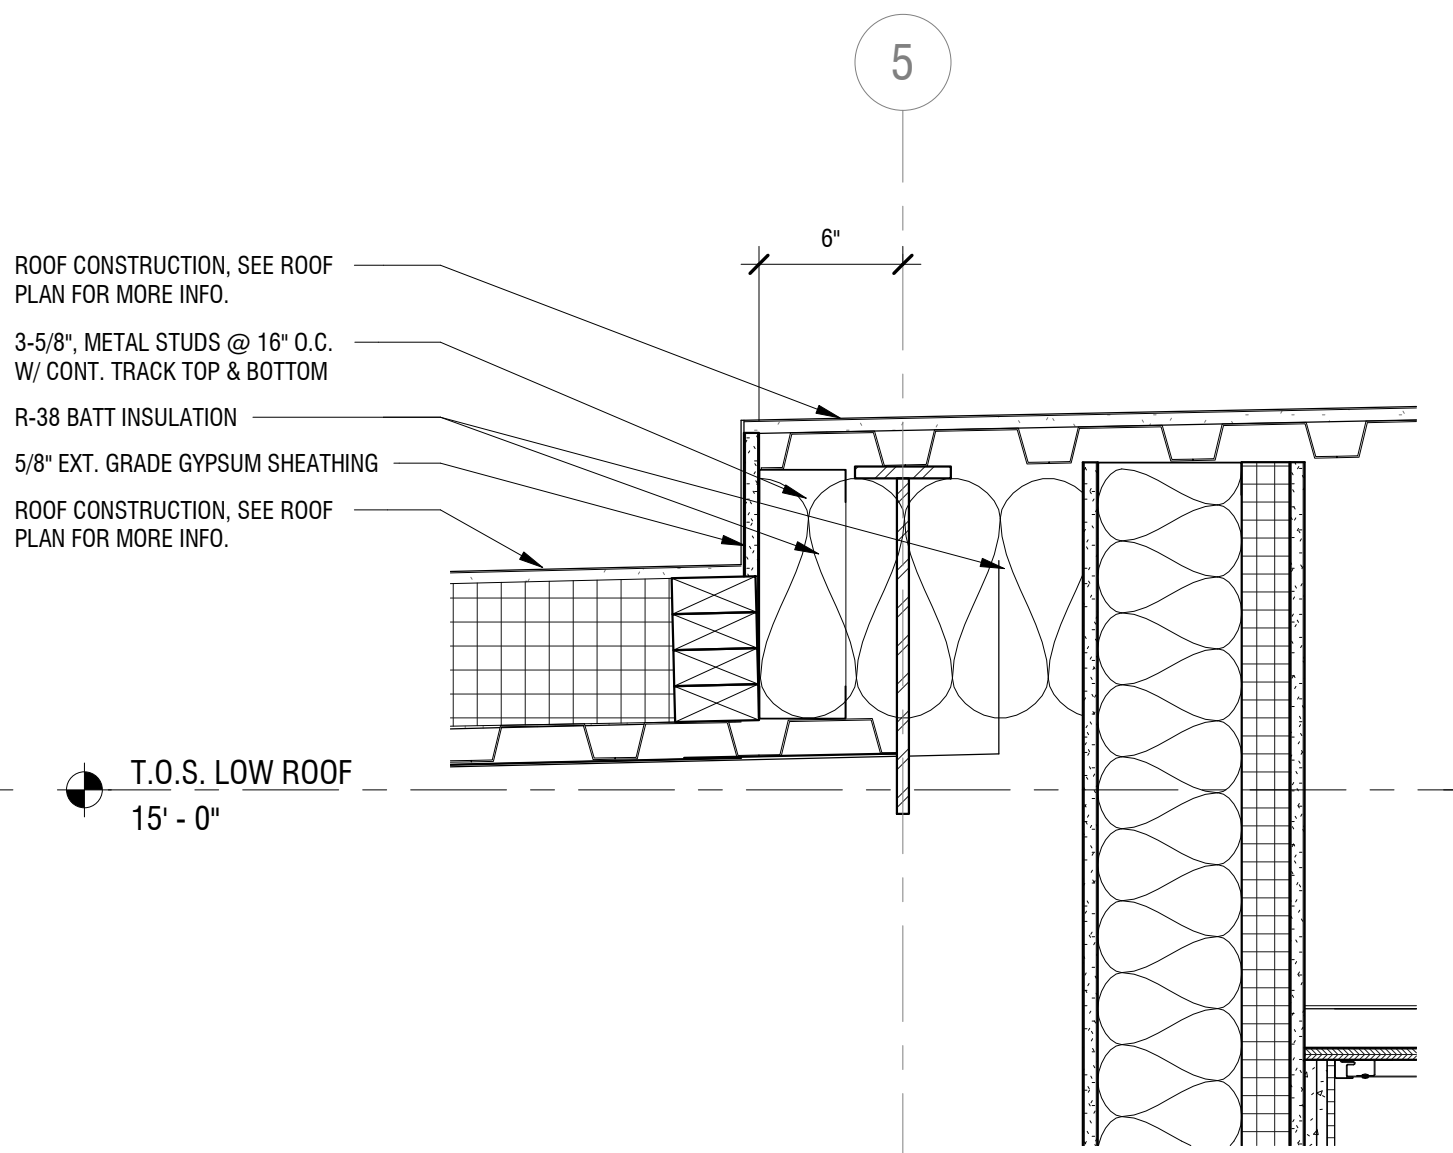 5
6"
ROOF CONSTRUCTION, SEE ROOF
PLAN FOR MORE INFO.
3-5/8", METAL STUDS @ 16" O.C.
W/ CONT. TRACK TOP & BOTTOM
R-38 BATT INSULATION
5/8" EXT. GRADE GYPSUM SHEATHING
ROOF CONSTRUCTION, SEE ROOF
PLAN FOR MORE INFO.
T.O.S. LOW ROOF
15' - 0"